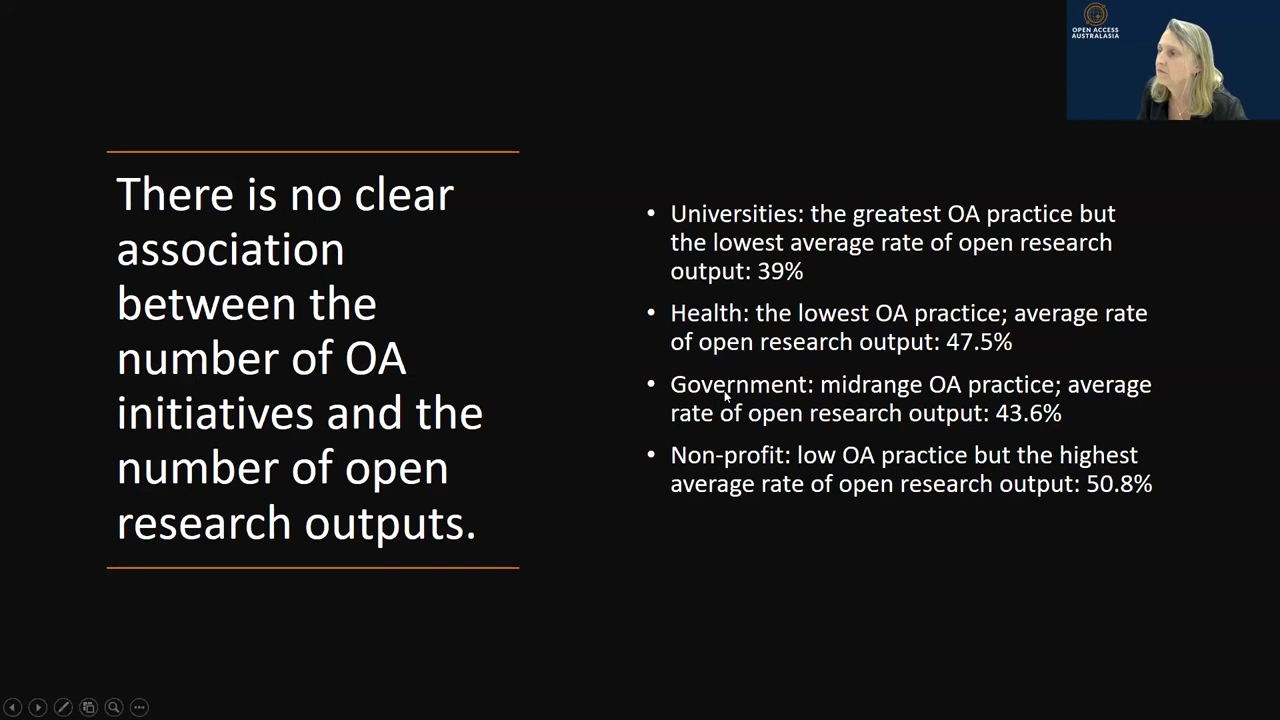 OPEN ACCESS
AUSTRALASIA
There is no clear
association
between the
number of OA
initiatives and the
number of open
research outputs.
• Universities: the greatest OA practice but
the lowest average rate of open research
output: 39%
• Health: the lowest OA practice; average rate
of open research output: 47.5%
• Government: midrange OA practice; average
rate of open research output: 43.6%
• Non-profit: low OA practice but the highest
average rate of open research output: 50.8%